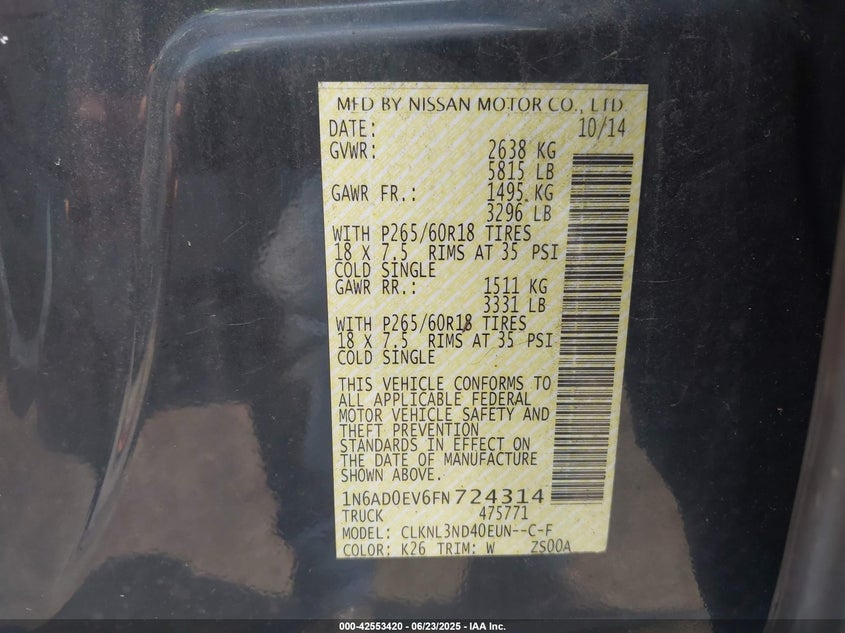 MFD BY NISSAN MOTOR CO., LTD.
DATE: 10/14
GVWR: 2638 KG
5815 LB
GAWR FR.: 1495 KG
3296 LB
WITH P265/60R18 TIRES
18 X 7.5 RIMS AT 35 PSI
COLD SINGLE
GAWR RR.: 1511 KG
3331 LB
WITH P265/60R18 TIRES
18 X 7.5 RIMS AT 35 PSI
COLD SINGLE
THIS VEHICLE CONFORMS TO
ALL APPLICABLE FEDERAL
MOTOR VEHICLE SAFETY AND
THEFT PREVENTION
STANDARDS IN EFFECT ON
THE DATE OF MANUFACTURE
SHOWN ABOVE.
1N6AD0EV6FN724314
TRUCK 475771
MODEL: CLKNL3ND40EUN--C-F
COLOR: K26 TRIM: W ZS00A
000-42553420 - 06/23/2025 - IAA Inc.